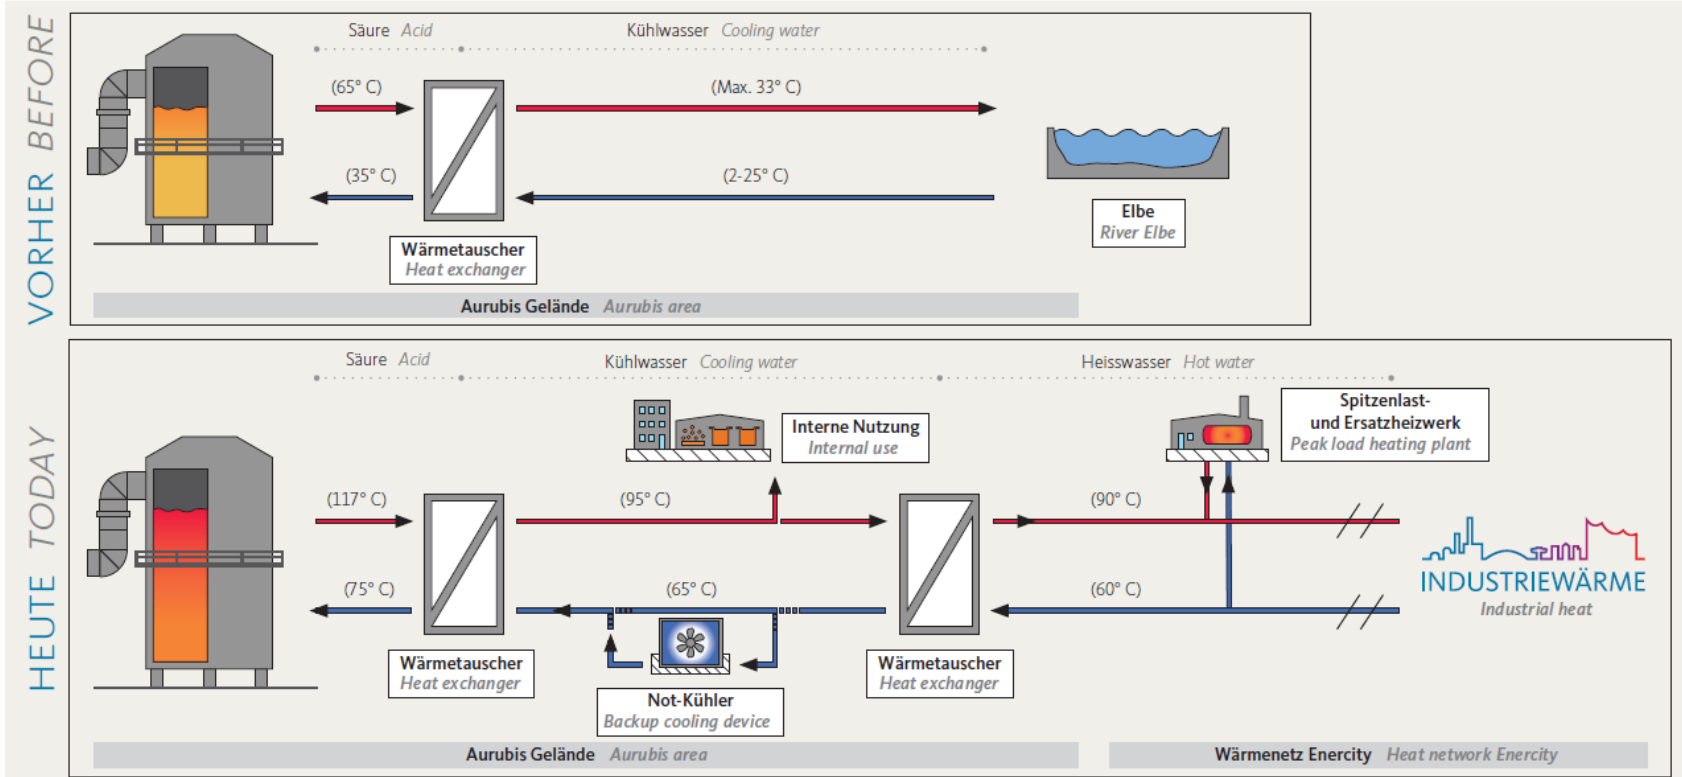 VORHER BEFORE
Säure Acid
Kühlwasser Cooling water
(65° C)
(Max. 33° C)
(35° C)
(2-25° C)
Elbe
River Elbe
Wärmetauscher
Heat exchanger
Aurubis Gelände Aurubis area
HEUTE TODAY
Säure Acid
Kühlwasser Cooling water
Heisswasser Hot water
Interne Nutzung
Internal use
Spitzenlast-
und Ersatzheizwerk
Peak load heating plant
(117° C)
(95° C)
(90° C)
(75° C)
(65° C)
(60° C)
INDUSTRIEWÄRME
Industrial heat
Wärmetauscher
Heat exchanger
Not-Kühler
Backup cooling device
Wärmetauscher
Heat exchanger
Aurubis Gelände Aurubis area
Wärmenetz Enercity Heat network Enercity